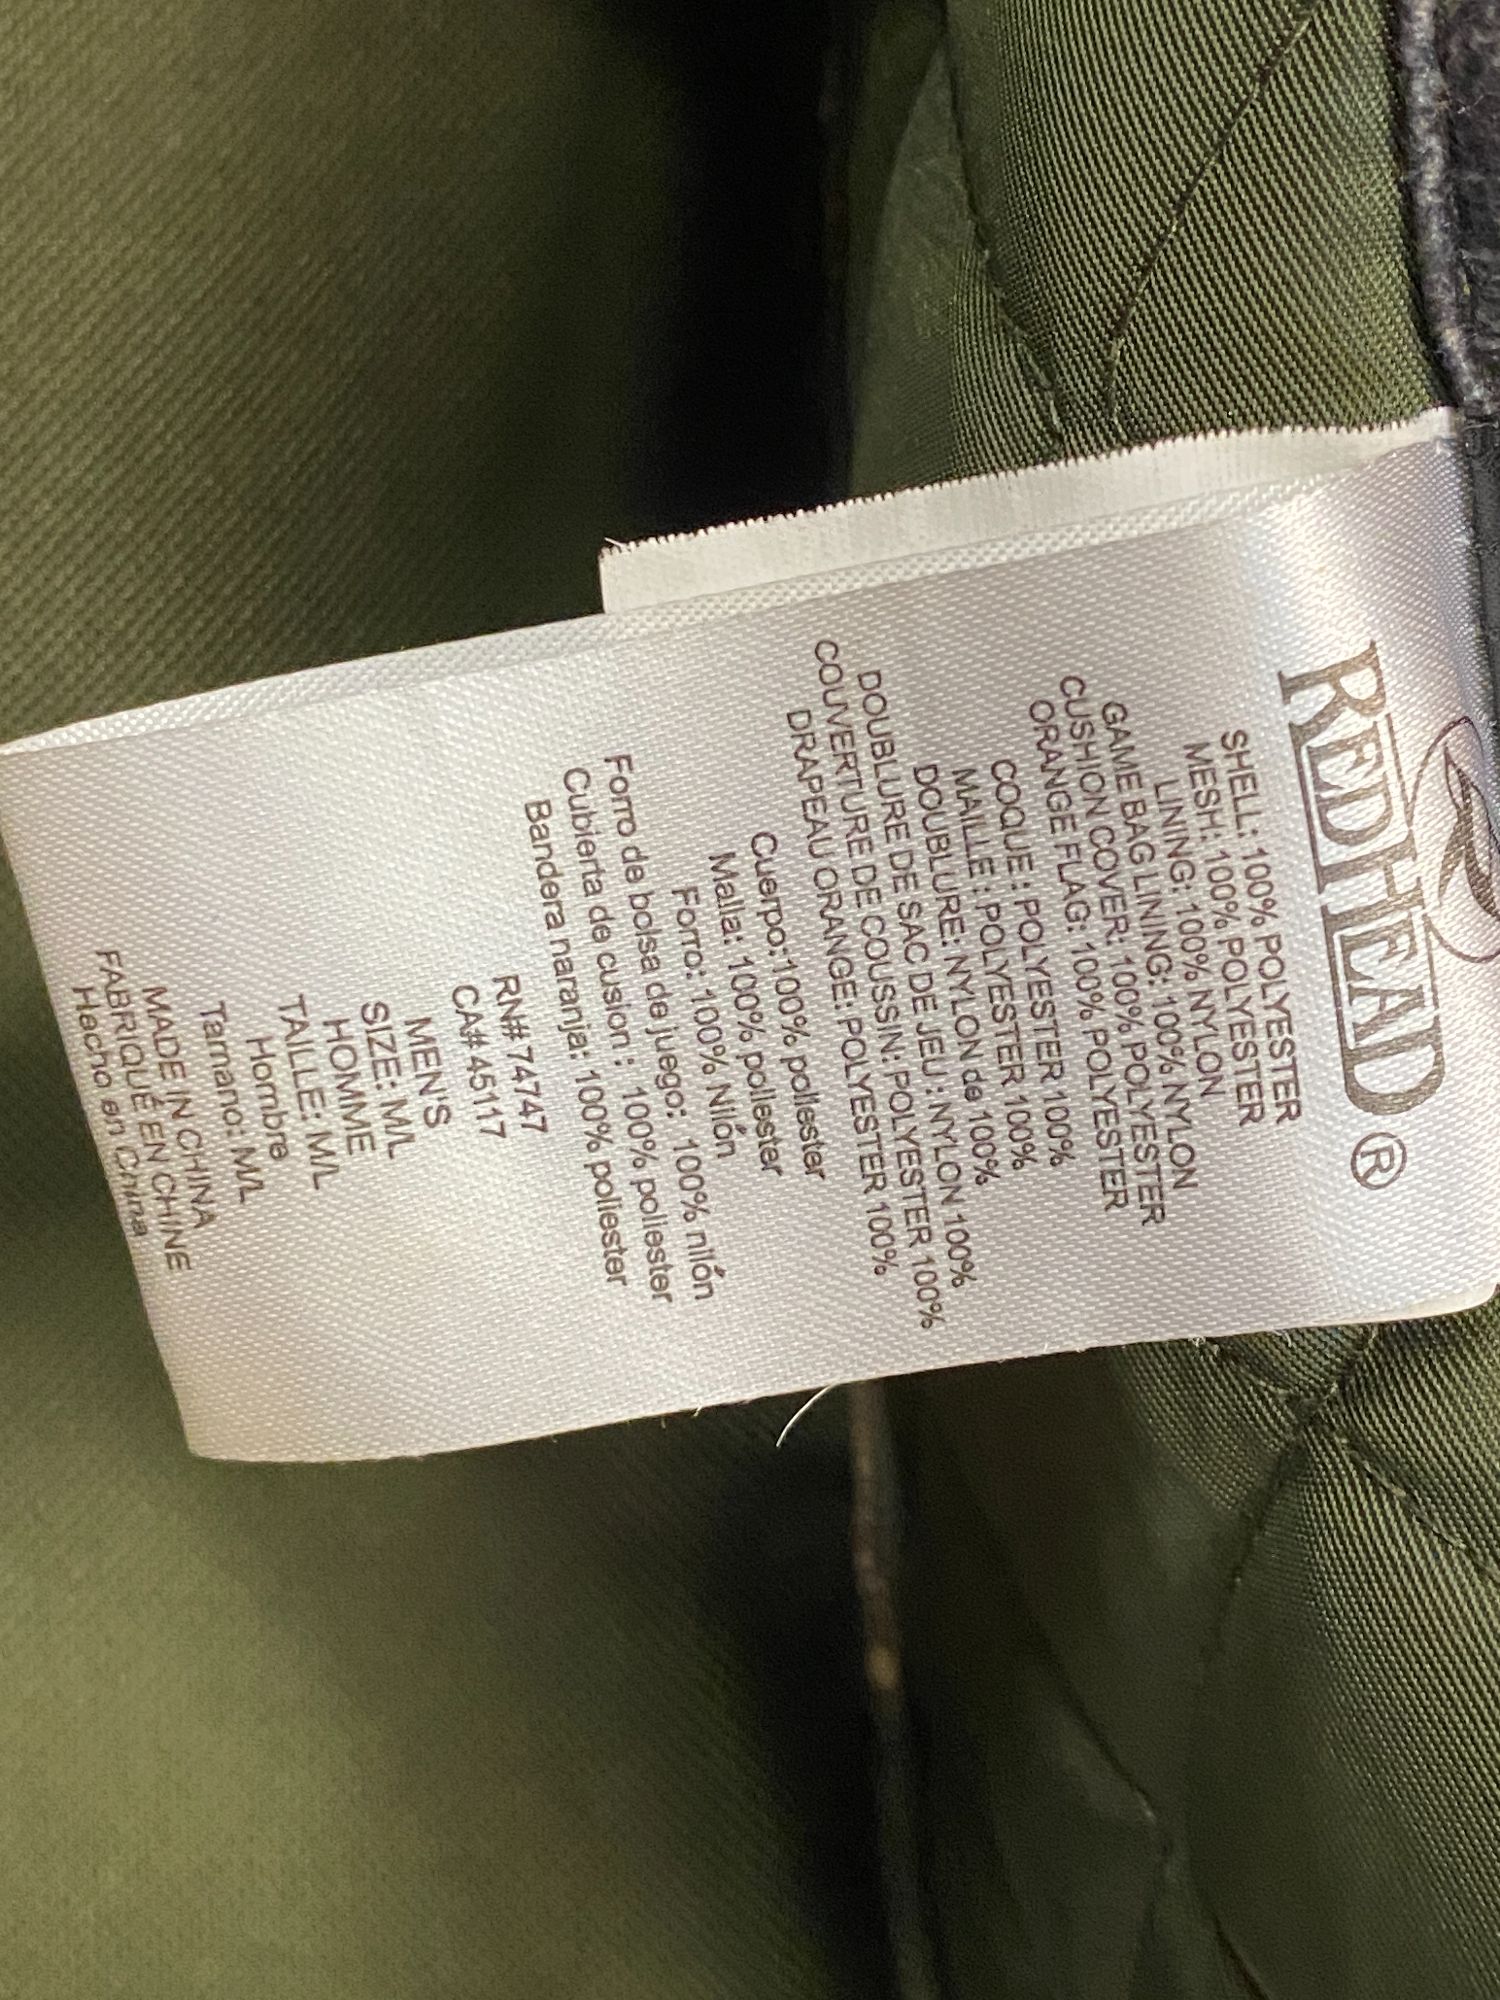 REDHEAD®
SHELL: 100% POLYESTER
MESH: 100% POLYESTER
LINING: 100% NYLON
GAME BAG LINING: 100% NYLON
CUSHION COVER: 100% POLYESTER
ORANGE FLAG: 100% POLYESTER
COQUE : POLYESTER 100%
MAILLE : POLYESTER 100%
DOUBLURE: NYLON de 100%
DOUBLURE DE SAC DE JEU : NYLON 100%
COUVERTURE DE COUSSIN: POLYESTER 100%
DRAPEAU ORANGE: POLYESTER 100%
Cuerpo:100% poliester
Malla: 100% poliester
Forro: 100% Nilón
Forro de bolsa de juego: 100% nilón
Cubierta de cusion : 100% poliester
Bandera naranja: 100% poliester
RN# 74747
CA# 45117
MEN'S
SIZE: M/L
HOMME
TAILLE: M/L
Hombre
Tamano: M/L
MADE IN CHINA
FABRIQUÉ EN CHINE
Hecho en China